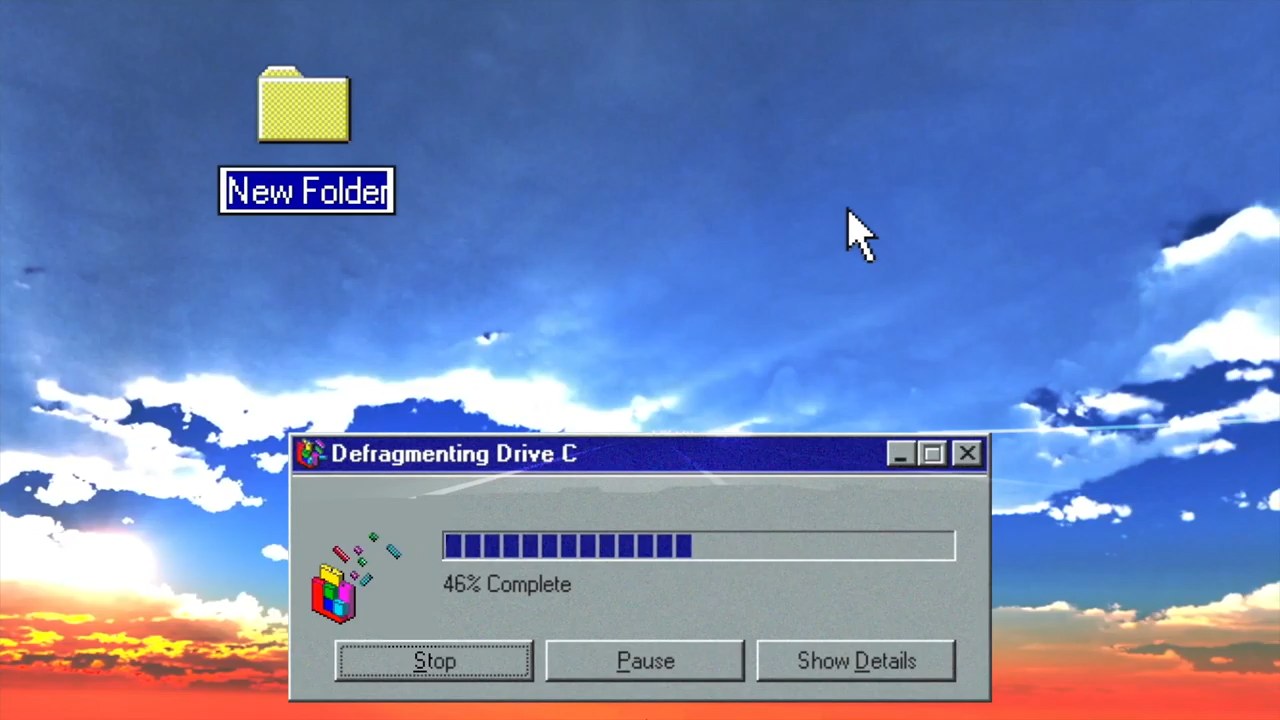 New Folder
Defragmenting Drive C
46% Complete
Stop
Pause
Show Details